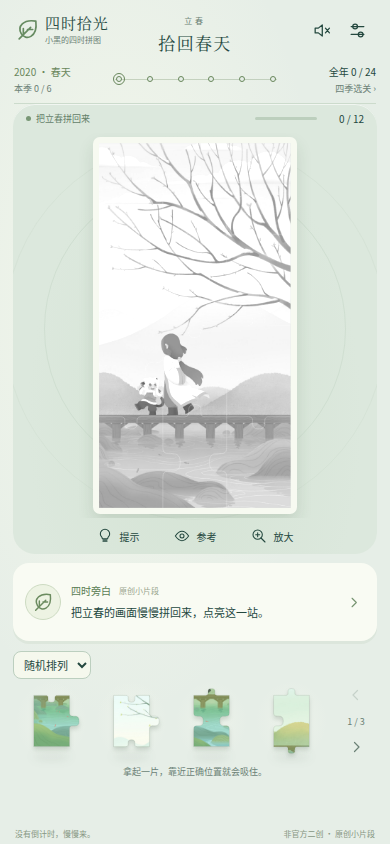 四时拾光
小黑的四时拼图
立春
拾回春天
2020 · 春天
本季 0 / 6
全年 0 / 24
四季选关 ›
把立春拼回来
0 / 12
提示
参考
放大
四时旁白 原创小片段
把立春的画面慢慢拼回来，点亮这一站。
随机排列
1 / 3
拿起一片，靠近正确位置就会吸住。
没有倒计时，慢慢来。
非官方二创 · 原创小片段